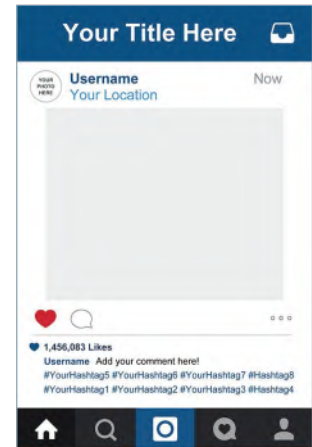 Your Title Here
YOUR
PHOTO
HERE
Username
Now
Your Location
1,456,083 Likes
Username Add your comment here!
#YourHashtag5 #YourHashtag6 #YourHashtag7 #Hashtag8
#YourHashtag1 #YourHashtag2 #YourHashtag3 #Hashtag4